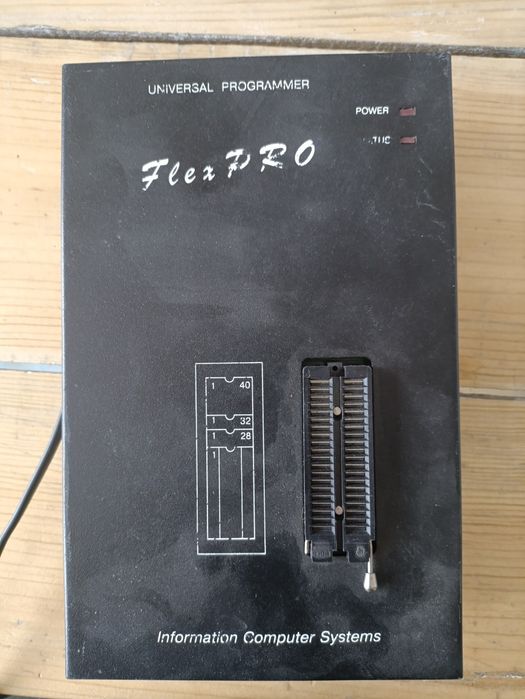 UNIVERSAL PROGRAMMER
POWER
FlexPRO
1 40
1 32
1 28
1
Information Computer Systems